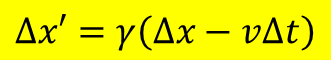 Δx′ = γ(Δx − vΔt)